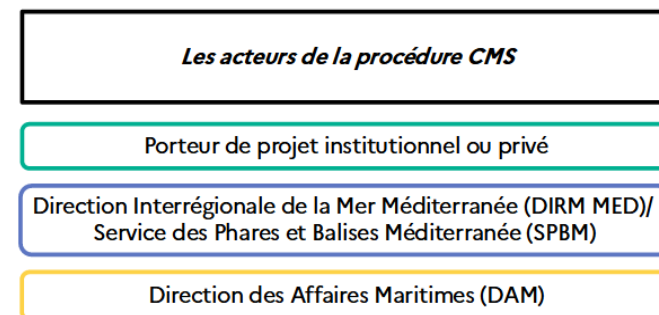 Les acteurs de la procédure CMS
Porteur de projet institutionnel ou privé
Direction Interrégionale de la Mer Méditerranée (DIRM MED)/
Service des Phares et Balises Méditerranée (SPBM)
Direction des Affaires Maritimes (DAM)